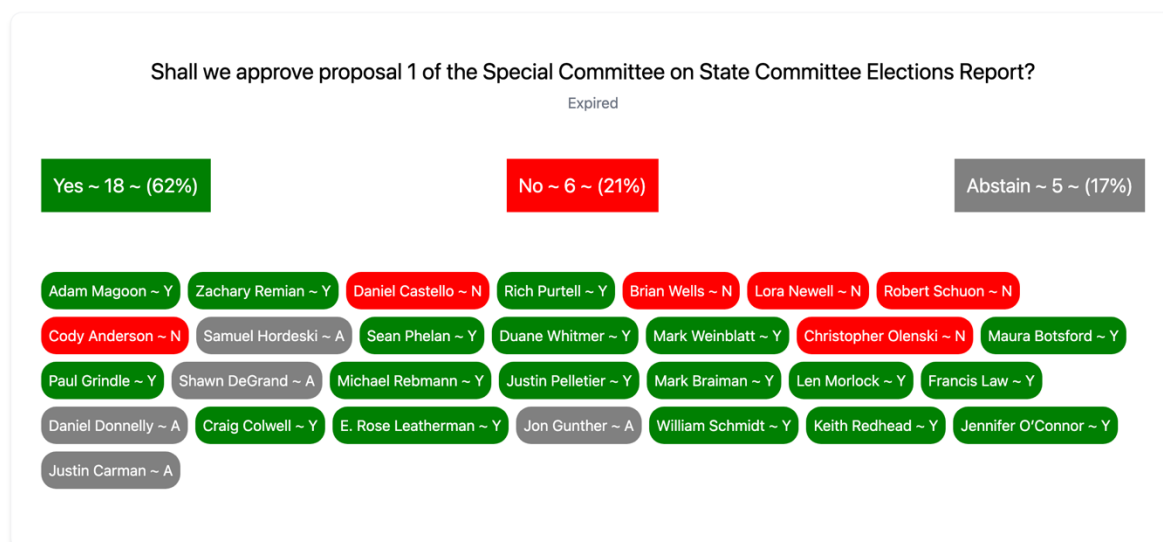 Shall we approve proposal 1 of the Special Committee on State Committee Elections Report?
Expired
Yes ~ 18 ~ (62%) No ~ 6 ~ (21%) Abstain ~ 5 ~ (17%)
Adam Magoon ~ Y Zachary Remian ~ Y Daniel Castello ~ N Rich Purtell ~ Y Brian Wells ~ N Lora Newell ~ N Robert Schuon ~ N
Cody Anderson ~ N Samuel Hordeski ~ A Sean Phelan ~ Y Duane Whitmer ~ Y Mark Weinblatt ~ Y Christopher Olenski ~ N Maura Botsford ~ Y
Paul Grindle ~ Y Shawn DeGrand ~ A Michael Rebmann ~ Y Justin Pelletier ~ Y Mark Braiman ~ Y Len Morlock ~ Y Francis Law ~ Y
Daniel Donnelly ~ A Craig Colwell ~ Y E. Rose Leatherman ~ Y Jon Gunther ~ A William Schmidt ~ Y Keith Redhead ~ Y Jennifer O’Connor ~ Y
Justin Carman ~ A